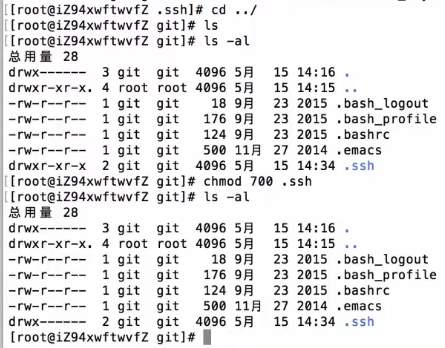 [[root@iZ94xwftwvfZ .ssh]# cd ../
[[root@iZ94xwftwvfZ git]# ls
[[root@iZ94xwftwvfZ git]# ls -al
总用量 28
drwx------  3 git  git  4096 5月  15 14:16 .
drwxr-xr-x. 4 root root 4096 5月  15 14:15 ..
-rw-r--r--  1 git  git    18 9月  23 2015 .bash_logout
-rw-r--r--  1 git  git   176 9月  23 2015 .bash_profile
-rw-r--r--  1 git  git   124 9月  23 2015 .bashrc
-rw-r--r--  1 git  git   500 11月 27 2014 .emacs
drwxr-xr-x  2 git  git  4096 5月  15 14:34 .ssh
[[root@iZ94xwftwvfZ git]# chmod 700 .ssh
[[root@iZ94xwftwvfZ git]# ls -al
总用量 28
drwx------  3 git  git  4096 5月  15 14:16 .
drwxr-xr-x. 4 root root 4096 5月  15 14:15 ..
-rw-r--r--  1 git  git    18 9月  23 2015 .bash_logout
-rw-r--r--  1 git  git   176 9月  23 2015 .bash_profile
-rw-r--r--  1 git  git   124 9月  23 2015 .bashrc
-rw-r--r--  1 git  git   500 11月 27 2014 .emacs
drwx------  2 git  git  4096 5月  15 14:34 .ssh
[root@iZ94xwftwvfZ git]#